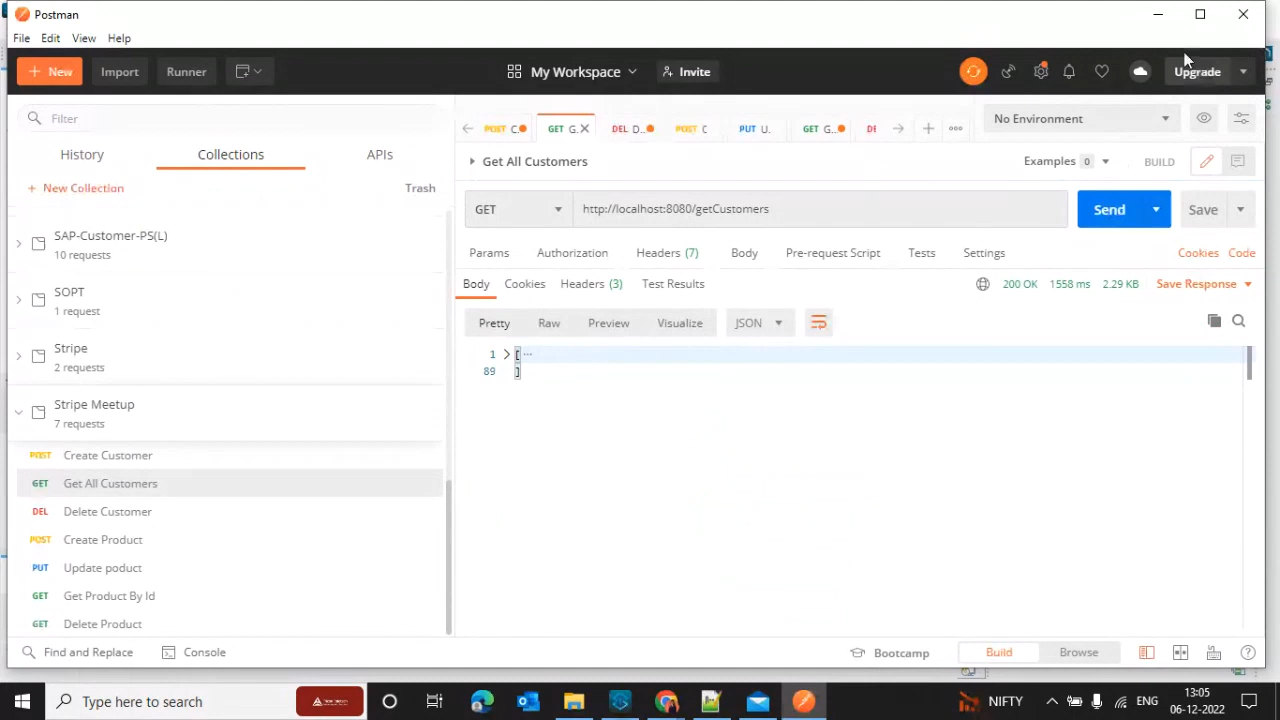 Postman
File Edit View Help
New Import Runner My Workspace Invite Upgrade
Filter
History Collections APIs
+ New Collection Trash
SAP-Customer-PS(L)
10 requests
SOPT
1 request
Stripe
2 requests
Stripe Meetup
7 requests
POST Create Customer
GET Get All Customers
DEL Delete Customer
POST Create Product
PUT Update poduct
GET Get Product By Id
GET Delete Product
POST C. GET G. DEL D... POST C PUT U. GET G.. DE
No Environment
Get All Customers Examples 0 BUILD
GET http://localhost:8080/getCustomers Send Save
Params Authorization Headers (7) Body Pre-request Script Tests Settings Cookies Code
Body Cookies Headers (3) Test Results 200 OK 1558 ms 2.29 KB Save Response
Pretty Raw Preview Visualize JSON
1 [ ...
89 ]
Find and Replace Console Bootcamp Build Browse
Type here to search NIFTY ENG 13:05
06-12-2022